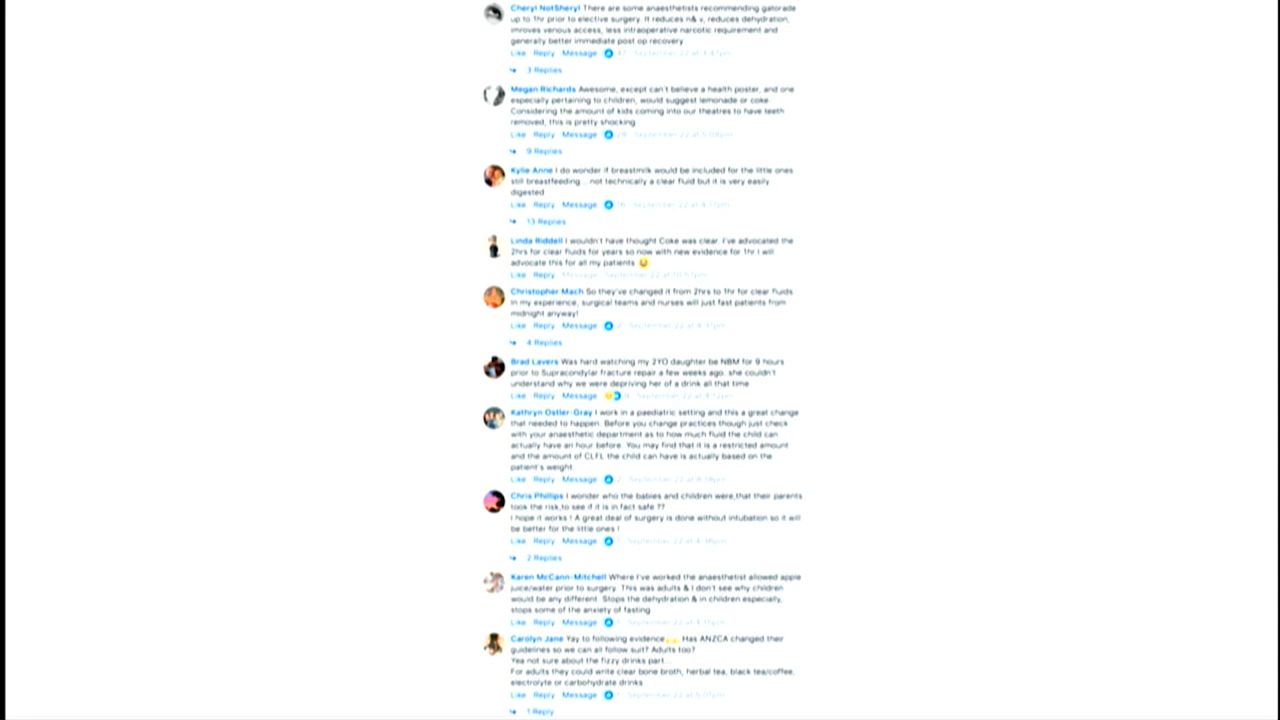 Cheryl NotSheryl There are some anaesthetists recommending gatorade
up to 1hr prior to elective surgery. It reduces n& v, reduces dehydration,
imroves venous access, less intraoperative narcotic requirement and
generally better immediate post op recovery
Like Reply Message
3 Replies
Megan Richards Awesome, except can't believe a health poster, and one
especially pertaining to children, would suggest lemonade or coke.
Considering the amount of kids coming into our theatres to have teeth
removed, this is pretty shocking.
Like Reply Message
9 Replies
Kylie Anne I do wonder if breastmilk would be included for the little ones
still breastfeeding .. not technically a clear fluid but it is very easily
digested
Like Reply Message
13 Replies
Linda Riddell I wouldn't have thought Coke was clear. I've advocated the
2hrs for clear fluids for years so now with new evidence for 1hr I will
advocate this for all my patients 😊
Like Reply Message
Christopher Mach So they've changed it from 2hrs to 1hr for clear fluids.
In my experience, surgical teams and nurses will just fast patients from
midnight anyway!
Like Reply Message
4 Replies
Brad Lavers Was hard watching my 2YO daughter be NBM for 9 hours
prior to Supracondylar fracture repair a few weeks ago. she couldn't
understand why we were depriving her of a drink all that time
Like Reply Message
Kathryn Ostler-Gray I work in a paediatric setting and this a great change
that needed to happen. Before you change practices though just check
with your anaesthetic department as to how much fluid the child can
actually have an hour before. You may find that it is a restricted amount
and the amount of CLFL the child can have is actually based on the
patient's weight.
Like Reply Message
Chris Phillips I wonder who the babies and children were,that their parents
took the risk,to see if it is in fact safe ??
I hope it works ! A great deal of surgery is done without intubation so it will
be better for the little ones !
Like Reply Message
2 Replies
Karen McCann-Mitchell Where I've worked the anaesthetist allowed apple
juice/water prior to surgery. This was adults & I don't see why children
would be any different. Stops the dehydration & in children especially,
stops some of the anxiety of fasting
Like Reply Message
Carolyn Jane Yay to following evidence Has ANZCA changed their
guidelines so we can all follow suit? Adults too?
Yea not sure about the fizzy drinks part...
For adults they could write clear bone broth, herbal tea, black tea/coffee,
electrolyte or carbohydrate drinks
Like Reply Message
1 Reply